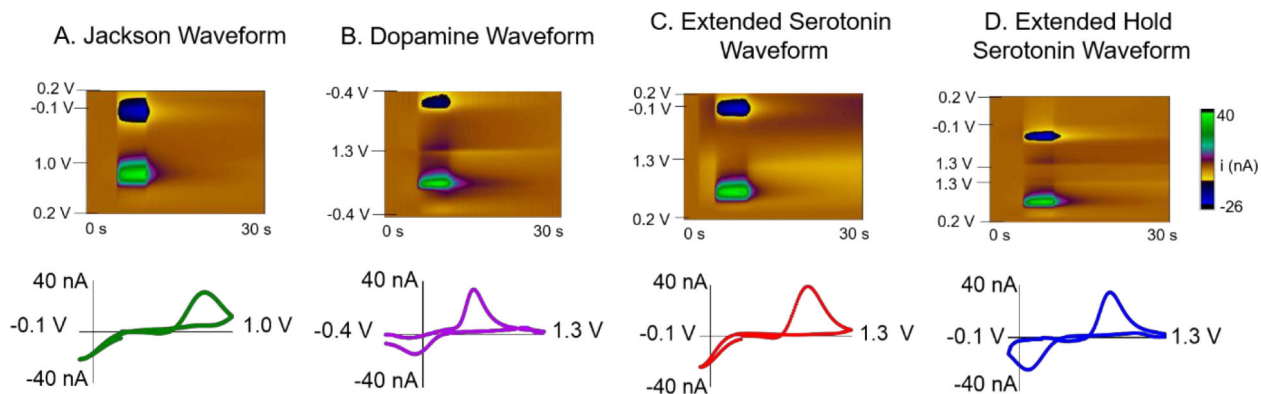 A. Jackson Waveform
0.2 V
-0.1 V
1.0 V
0.2 V
0 s
30 s
40 nA
-0.1 V
1.0 V
-40 nA
B. Dopamine Waveform
-0.4 V
1.3 V
-0.4 V
0 s
30 s
40 nA
-0.4 V
1.3 V
-40 nA
C. Extended Serotonin
Waveform
0.2 V
-0.1 V
1.3 V
0.2 V
0 s
30 s
40 nA
-0.1 V
1.3 V
-40 nA
D. Extended Hold
Serotonin Waveform
0.2 V
-0.1 V
1.3 V
1.3 V
0.2 V
0 s
30 s
40
i (nA)
-26
40 nA
-0.1 V
1.3 V
-40 nA